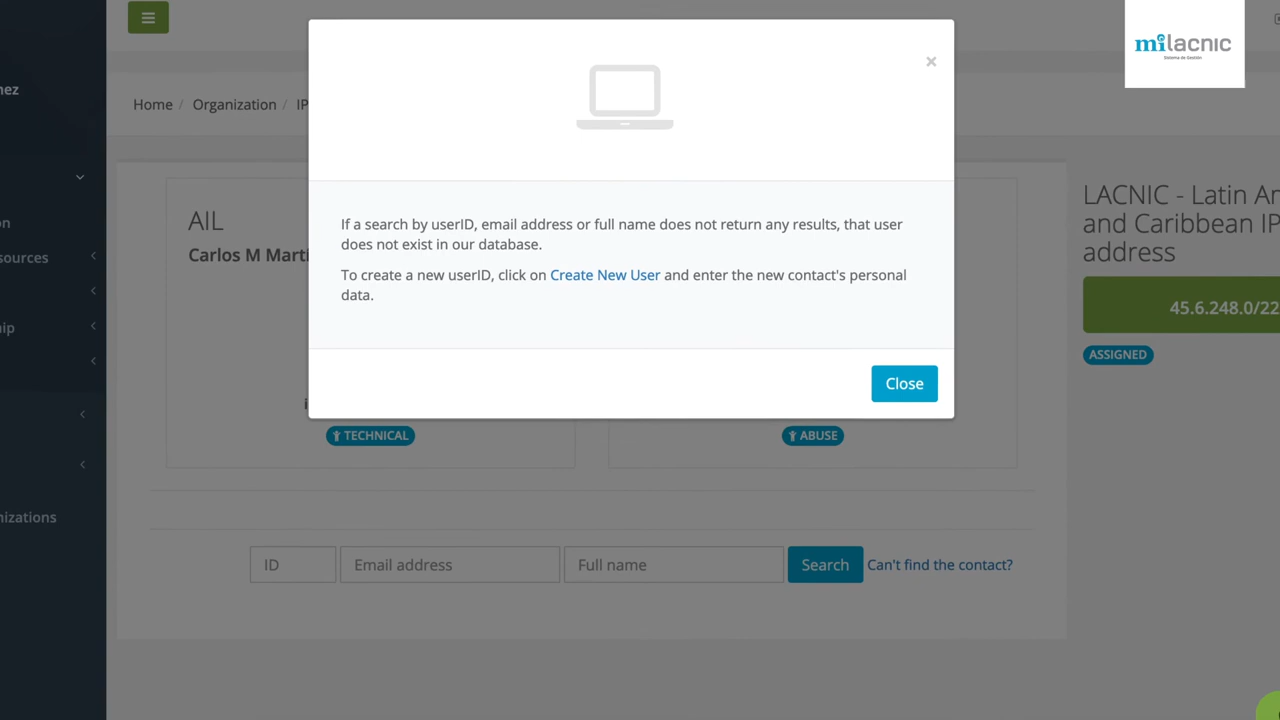 milacnic
Sistema de Gestión
ez
Home / Organization / IP
LACNIC - Latin Am
and Caribbean IP
address
If a search by userID, email address or full name does not return any results, that user
does not exist in our database.
To create a new userID, click on Create New User and enter the new contact's personal
data.
Close
AIL
Carlos M Marti
on
sources
ip
nizations
45.6.248.0/22
ASSIGNED
TECHNICAL
ABUSE
ID
Email address
Full name
Search
Can't find the contact?